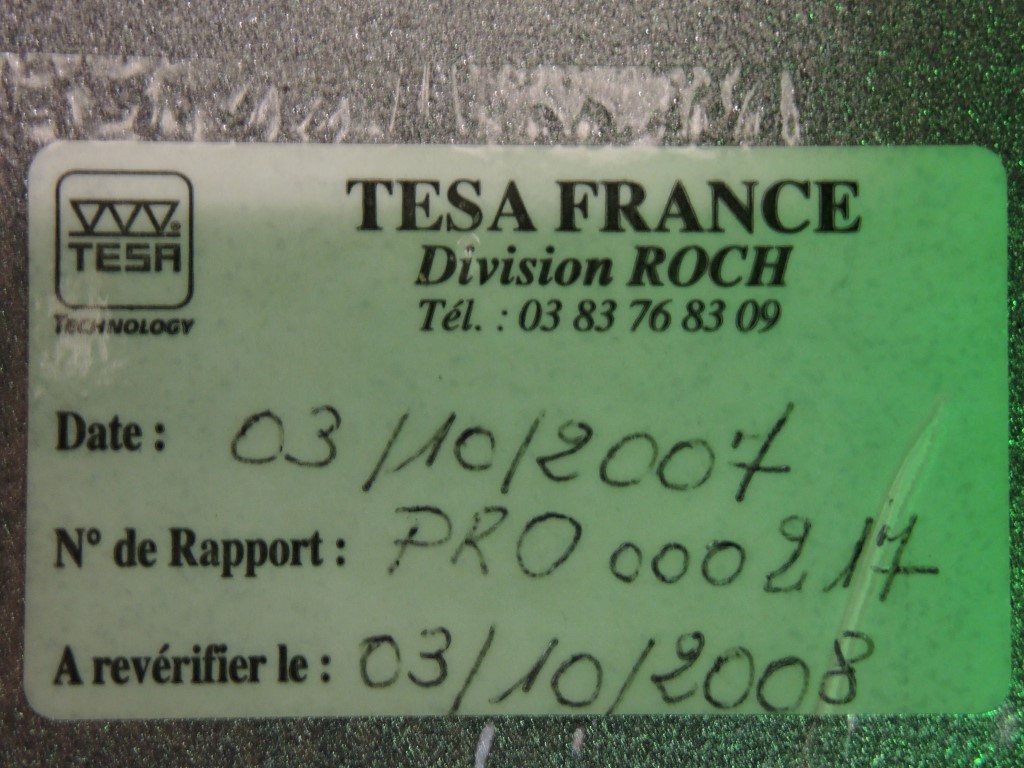 TESA
TECHNOLOGY
TESA FRANCE
Division ROCH
Tél. : 03 83 76 83 09
Date : 03/10/2007
N° de Rapport : PRO 000217
A revérifier le : 03/10/2008